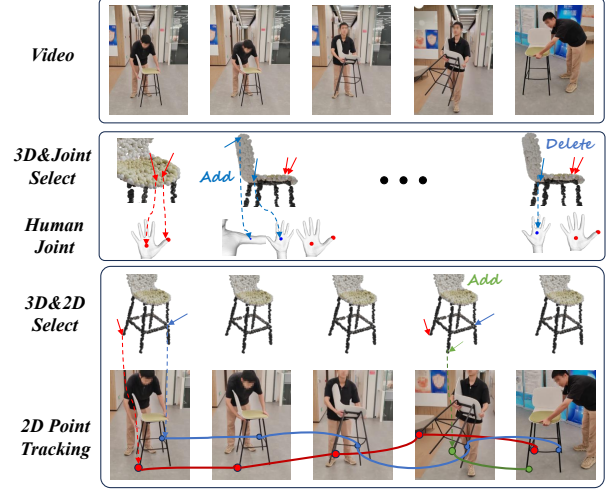 Video
3D&Joint
Select
Add
Delete
Human
Joint
3D&2D
Select
Add
2D Point
Tracking